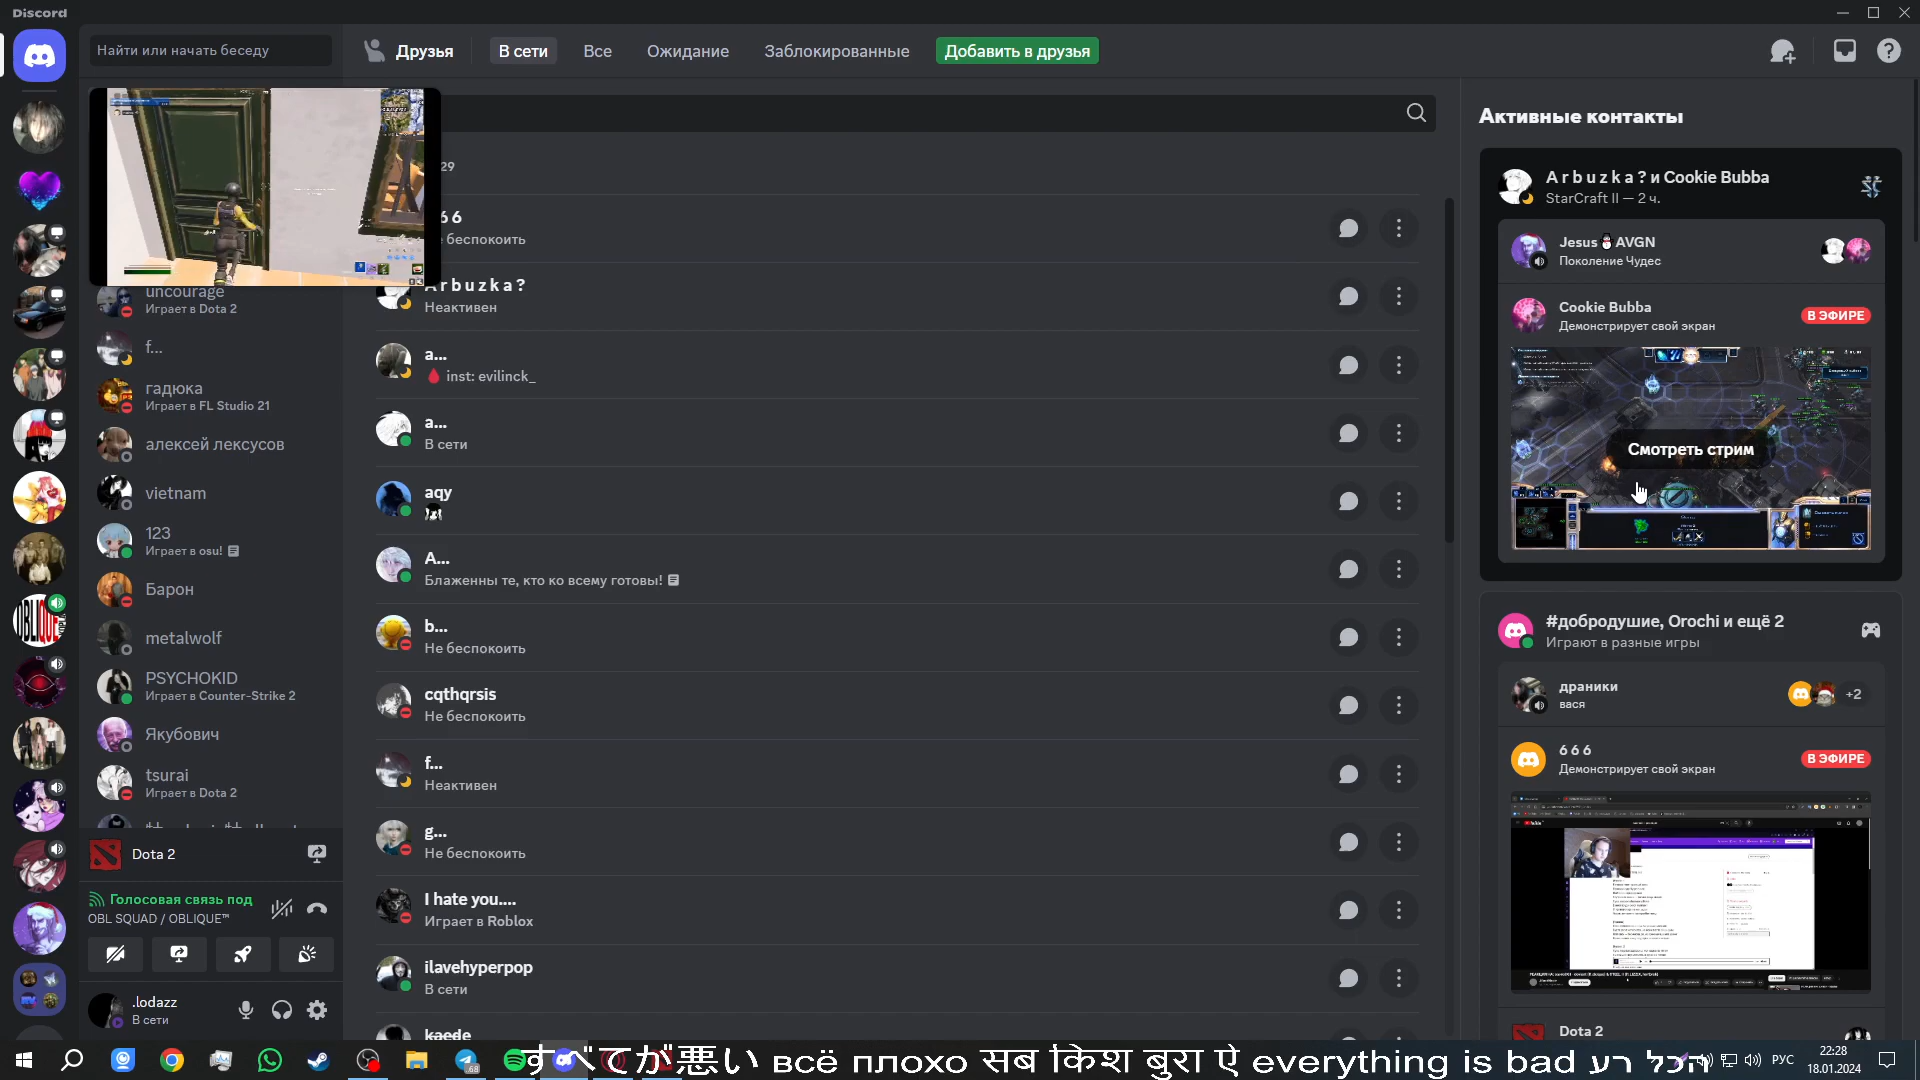 Discord
Найти или начать беседу
Друзья
В сети
Все
Ожидание
Заблокированные
Добавить в друзья
29
6 6
беспокоить
A r b u z k a ?
Неактивен
a...
inst: evilinck_
a...
В сети
aqy
A...
Блаженны те, кто ко всему готовы!
b...
Не беспокоить
cqthqrsis
Не беспокоить
f...
Неактивен
g...
Не беспокоить
I hate you....
Играет в Roblox
ilavehyperpop
В сети
kaede
uncourage
Играет в Dota 2
f...
гадюка
Играет в FL Studio 21
алексей лексусов
vietnam
123
Играет в osu!
Барон
metalwolf
PSYCHOKID
Играет в Counter-Strike 2
Якубович
tsurai
Играет в Dota 2
Dota 2
Голосовая связь под
OBL SQUAD / OBLIQUE™
.lodazz
В сети
Активные контакты
A r b u z k a ? и Cookie Bubba
StarCraft II — 2 ч.
Jesus AVGN
Поколение Чудес
Cookie Bubba
Демонстрирует свой экран
В ЭФИРЕ
Смотреть стрим
#добродушие, Orochi и ещё 2
Играют в разные игры
драники
вася
+2
6 6 6
Демонстрирует свой экран
В ЭФИРЕ
Dota 2
すべてが悪い всё плохо सब किश बुरा ऐ everything is bad הכל רע
РУС
22:28
18.01.2024